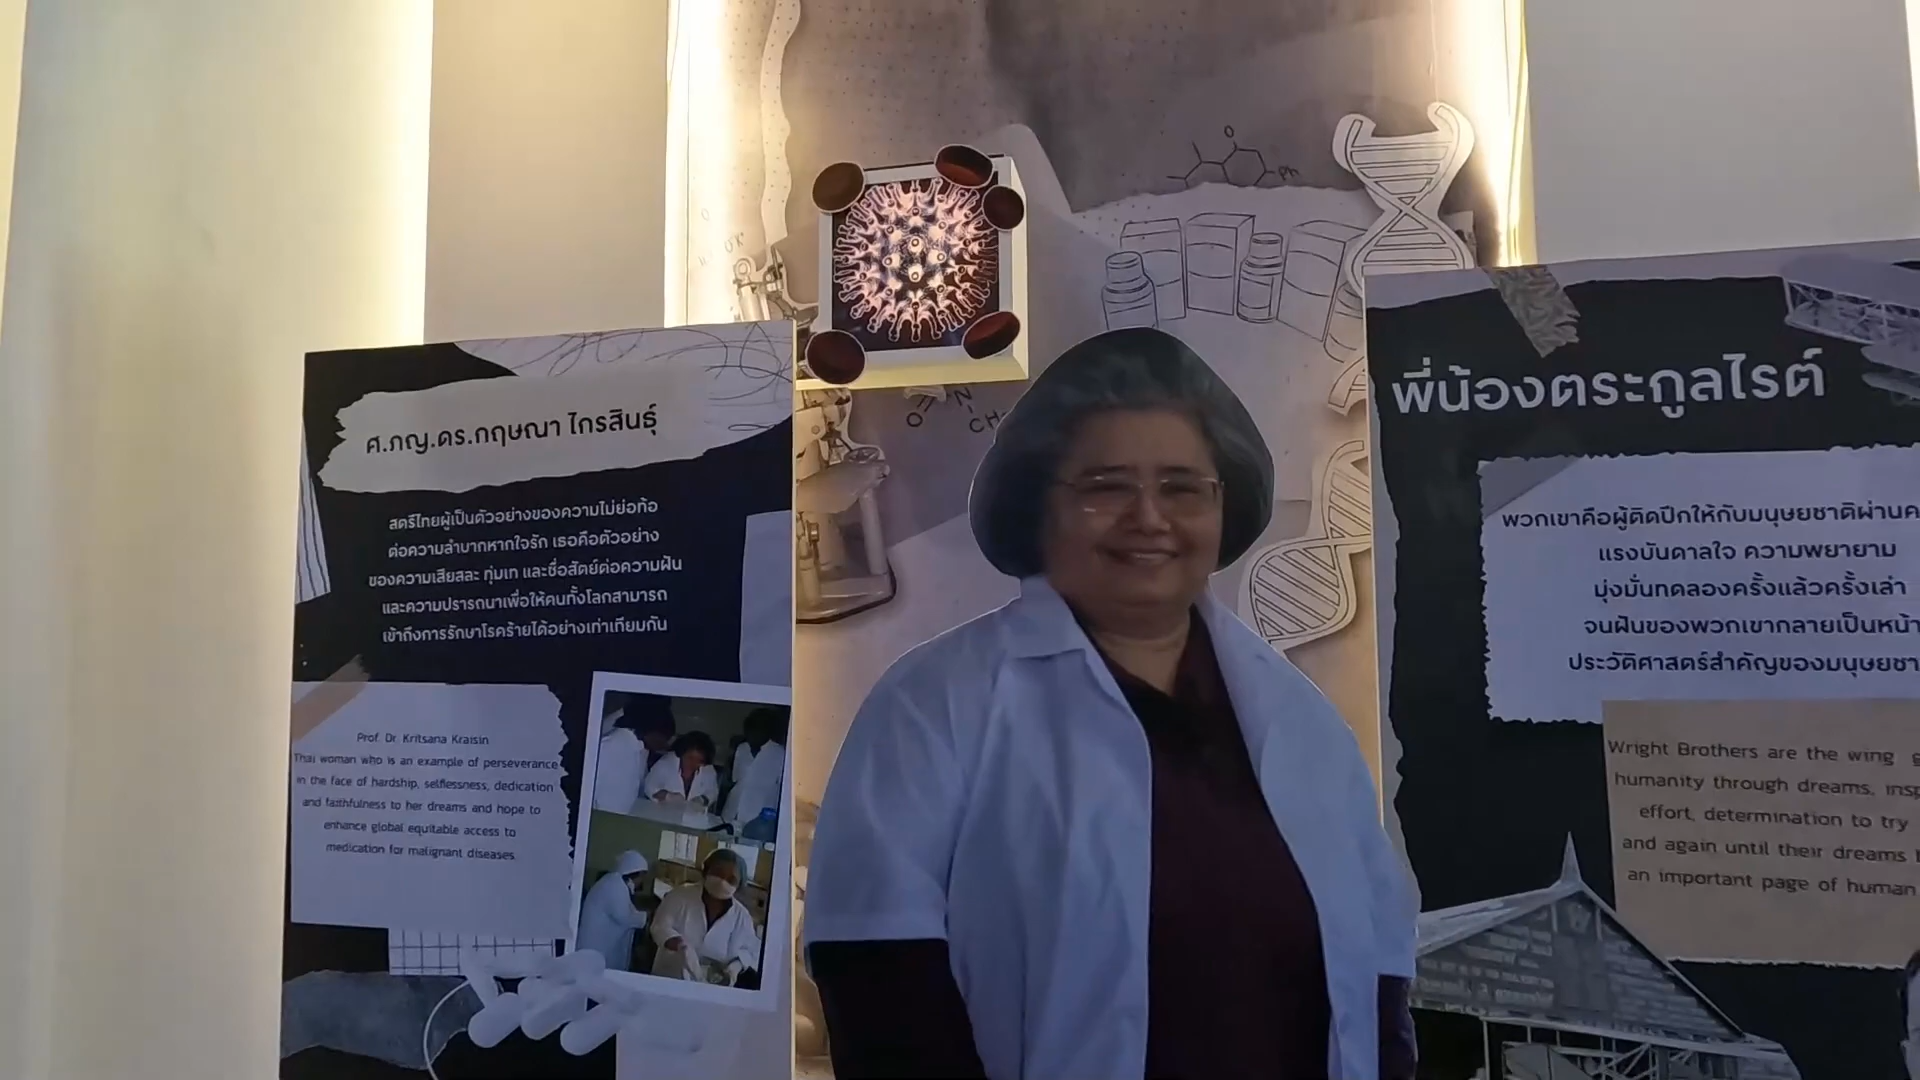 ศ.ภญ.ดร.กฤษณา ไกรสินธุ์
สตรีไทยผู้เป็นตัวอย่างของความไม่ย่อท้อ
ต่อความลำบากหากใจรัก เธอคือตัวอย่าง
ของความเสียสละ ทุ่มเท และซื่อสัตย์ต่อความฝัน
และความปรารถนาเพื่อให้คนทั้งโลกสามารถ
เข้าถึงการรักษาโรคร้ายได้อย่างเท่าเทียมกัน
Prof. Dr. Kritsana Kraisin
Thai woman who is an example of perseverance
in the face of hardship, selflessness, dedication
and faithfulness to her dreams and hope to
enhance global equitable access to
medication for malignant diseases.
O
Ph
O
N
CH
พี่น้องตระกูลไรต์
พวกเขาคือผู้ติดปีกให้กับมนุษยชาติผ่านค
แรงบันดาลใจ ความพยายาม
มุ่งมั่นทดลองครั้งแล้วครั้งเล่า
จนฝันของพวกเขากลายเป็นหน้า
ประวัติศาสตร์สำคัญของมนุษยชา
Wright Brothers are the wing g
humanity through dreams, insp
effort, determination to try
and again until their dreams
an important page of human